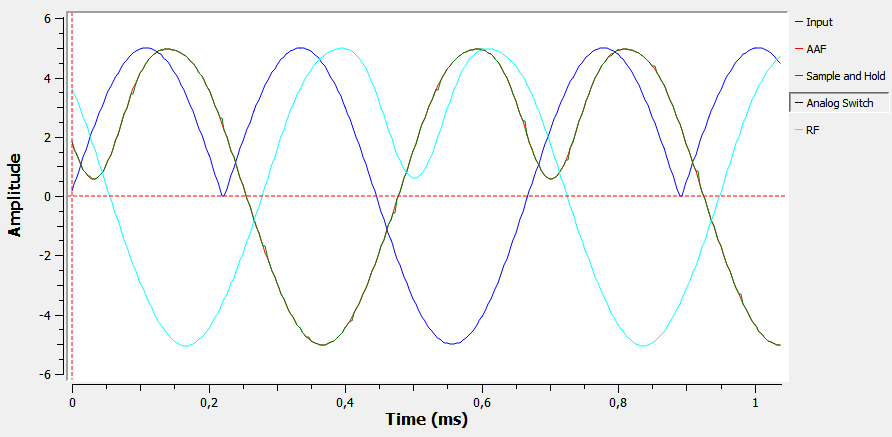 6
4
2
0
-2
-4
-6
Amplitude
0
0,2
0,4
0,6
0,8
1
Time (ms)
Input
AAF
Sample and Hold
Analog Switch
RF